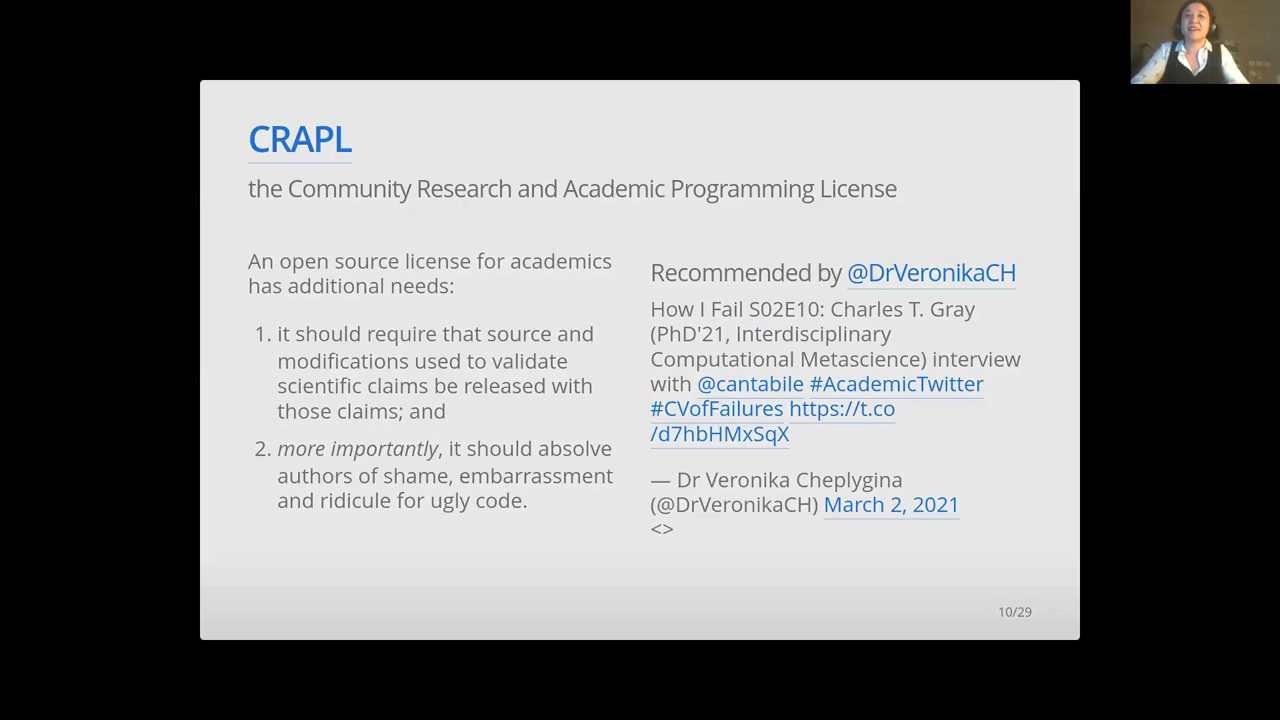 CRAPL
the Community Research and Academic Programming License
An open source license for academics
has additional needs:
1. it should require that source and
modifications used to validate
scientific claims be released with
those claims; and
2. more importantly, it should absolve
authors of shame, embarrassment
and ridicule for ugly code.
Recommended by @DrVeronikaCH
How I Fail S02E10: Charles T. Gray
(PhD'21, Interdisciplinary
Computational Metascience) interview
with @cantabile #AcademicTwitter
#CVofFailures https://t.co
/d7hbHMxSqX
— Dr Veronika Cheplygina
(@DrVeronikaCH) March 2, 2021
<>
10/29